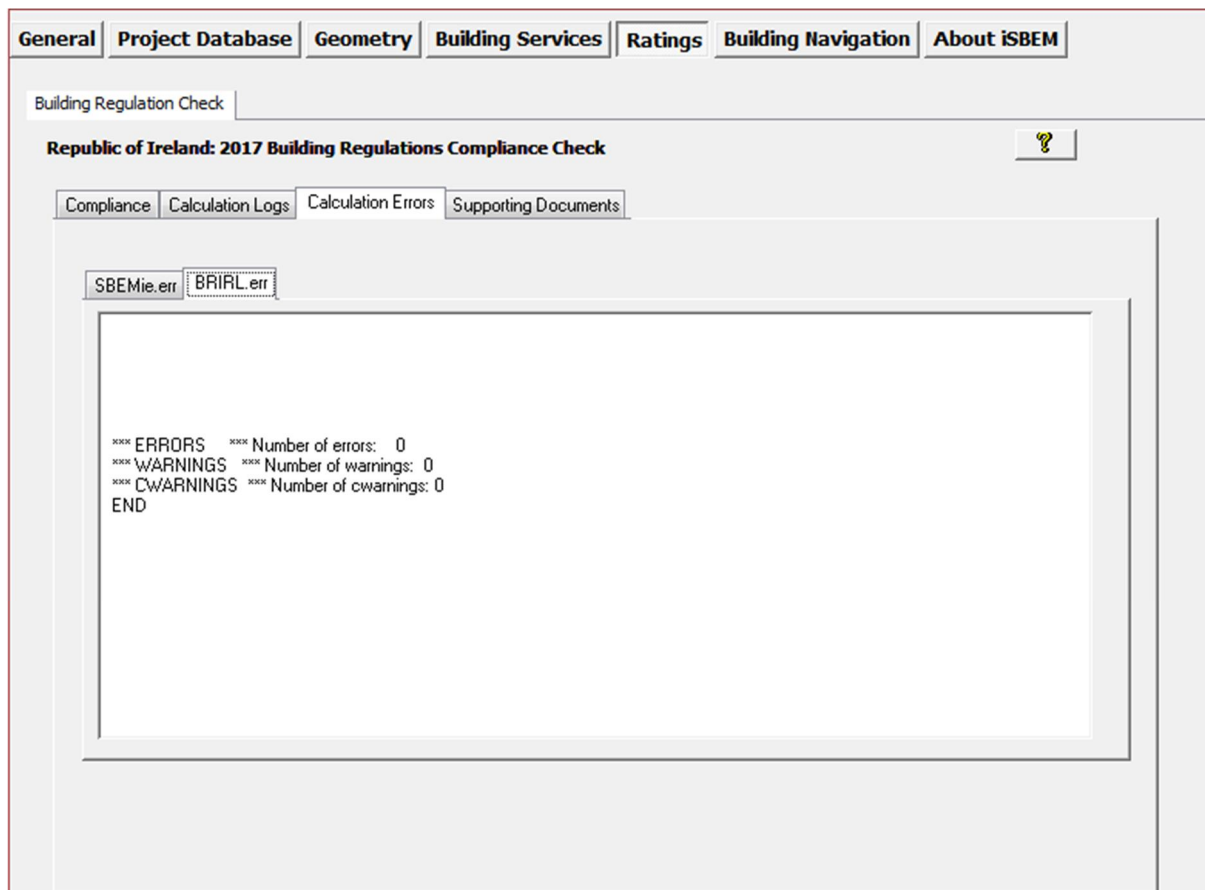 General Project Database Geometry Building Services Ratings Building Navigation About iSBEM
Building Regulation Check
Republic of Ireland: 2017 Building Regulations Compliance Check ?
Compliance Calculation Logs Calculation Errors Supporting Documents
SBEMie.err BRIRL.err
*** ERRORS *** Number of errors: 0
*** WARNINGS *** Number of warnings: 0
*** CWARNINGS *** Number of cwarnings: 0
END